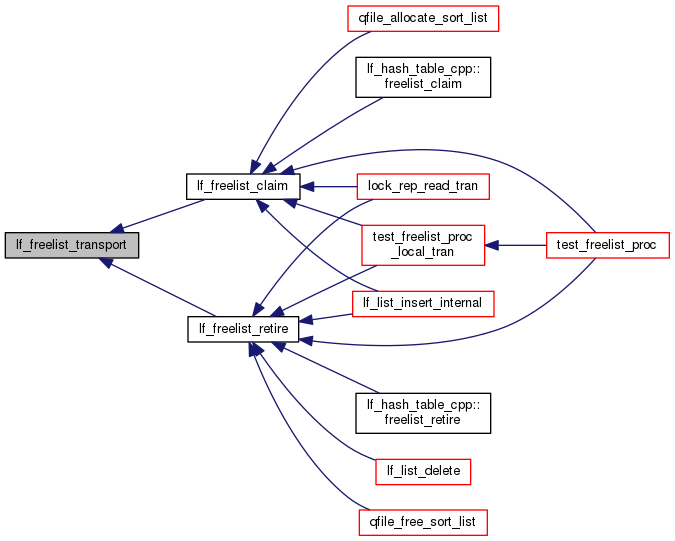 qfile_allocate_sort_list
lf_hash_table_cpp::
freelist_claim
lf_freelist_claim
lock_rep_read_tran
lf_freelist_transport
test_freelist_proc
_local_tran
test_freelist_proc
lf_list_insert_internal
lf_freelist_retire
lf_hash_table_cpp::
freelist_retire
lf_list_delete
qfile_free_sort_list